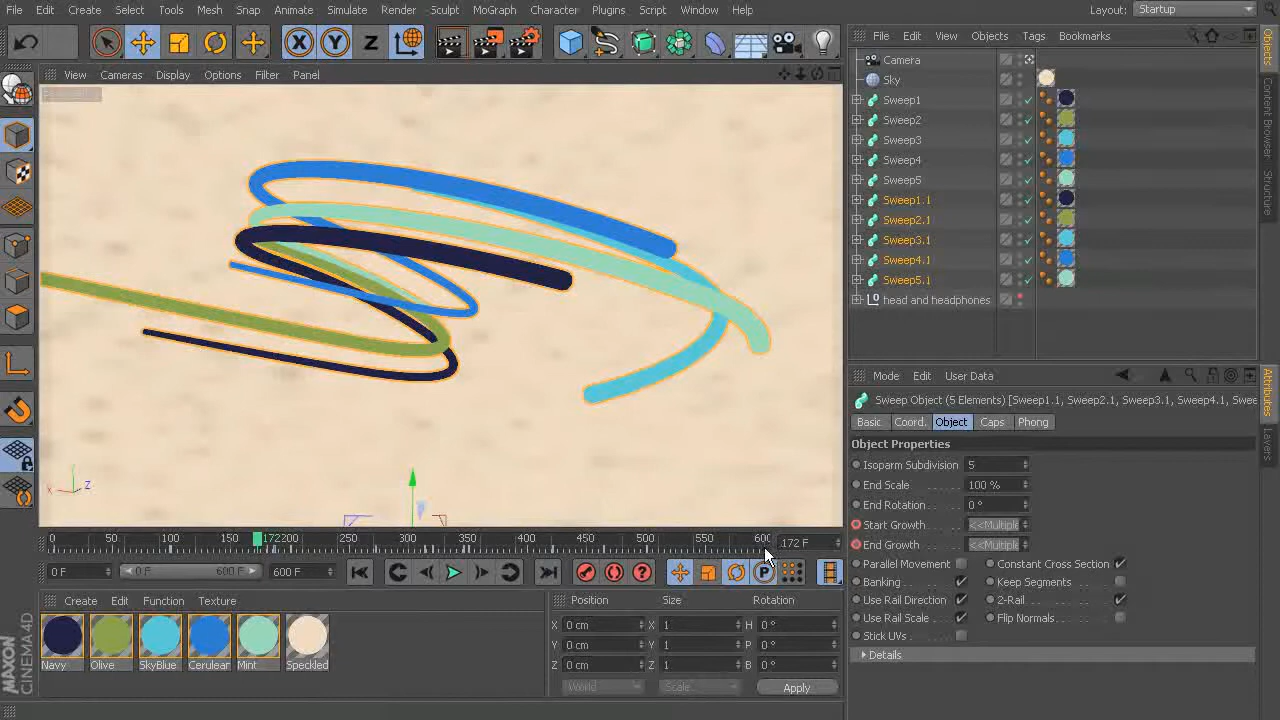 File Edit Create Select Tools Mesh Snap Animate Simulate Render Sculpt MoGraph Character Plugins Script Window Help Layout: Startup
X Y Z P
View Cameras Display Options Filter Panel
File Edit View Objects Tags Bookmarks
Camera
Sky
Sweep1
Sweep2
Sweep3
Sweep4
Sweep5
Sweep1.1
Sweep2.1
Sweep3.1
Sweep4.1
Sweep5.1
head and headphones
Objects
Content Browser
Structure
Mode Edit User Data
Sweep Object (5 Elements) [Sweep1.1, Sweep2.1, Sweep3.1, Sweep4.1, Swee
Basic Coord. Object Caps Phong
Object Properties
Isoparm Subdivision 5
End Scale 100 %
End Rotation 0 °
Start Growth <<Multiple
End Growth <<Multiple
Parallel Movement Constant Cross Section
Banking Keep Segments
Use Rail Direction 2-Rail
Use Rail Scale Flip Normals
Stick UVs
Details
Attributes
Layers
X Z
0 50 100 150 172 200 250 300 350 400 450 500 550 600 172 F
0 F 0 F 600 F 600 F
Create Edit Function Texture
Navy Olive SkyBlue Cerulean Mint Speckled
Position Size Rotation
X 0 cm X 1 H 0 °
Y 0 cm Y 1 P 0 °
Z 0 cm Z 1 B 0 °
World Scale Apply
MAXON
CINEMA 4D